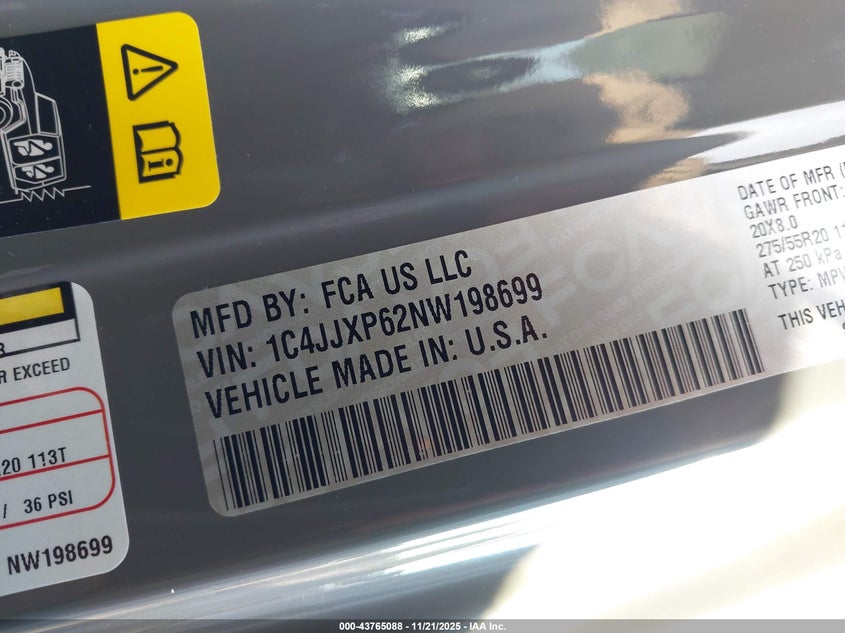 MFD BY: FCA US LLC
VIN: 1C4JJXP62NW198699
VEHICLE MADE IN: U.S.A.
DATE OF MFR
GAWR FRONT:
20X8.0
275/55R20
AT 250 kPa
TYPE: MPV
THIS
R EXCEED
20 113T
/ 36 PSI
NW198699
000-43765088 - 11/21/2025 - IAA Inc.